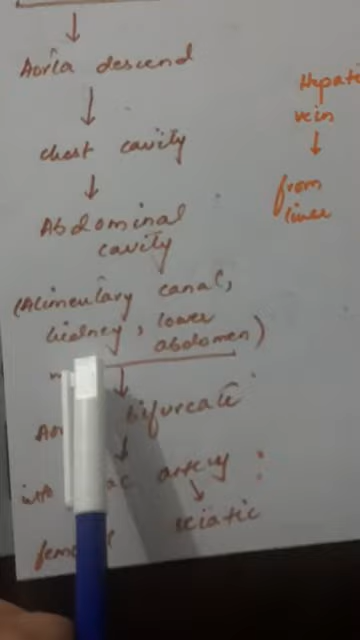 Aorta descend
chest cavity
Abdominal
cavity
(Alimentary canal,
kidney, lower
abdomen)
bifurcate
artery
sciatic
Hepatic
vein
from
liver